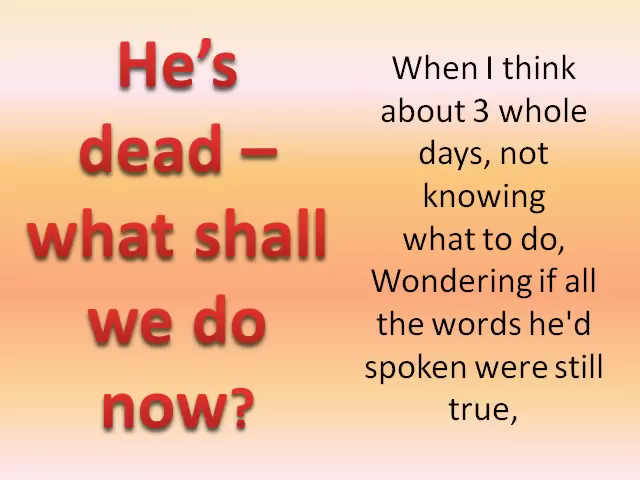 He’s
dead –
what shall
we do
now?
When I think
about 3 whole
days, not
knowing
what to do,
Wondering if all
the words he'd
spoken were still
true,